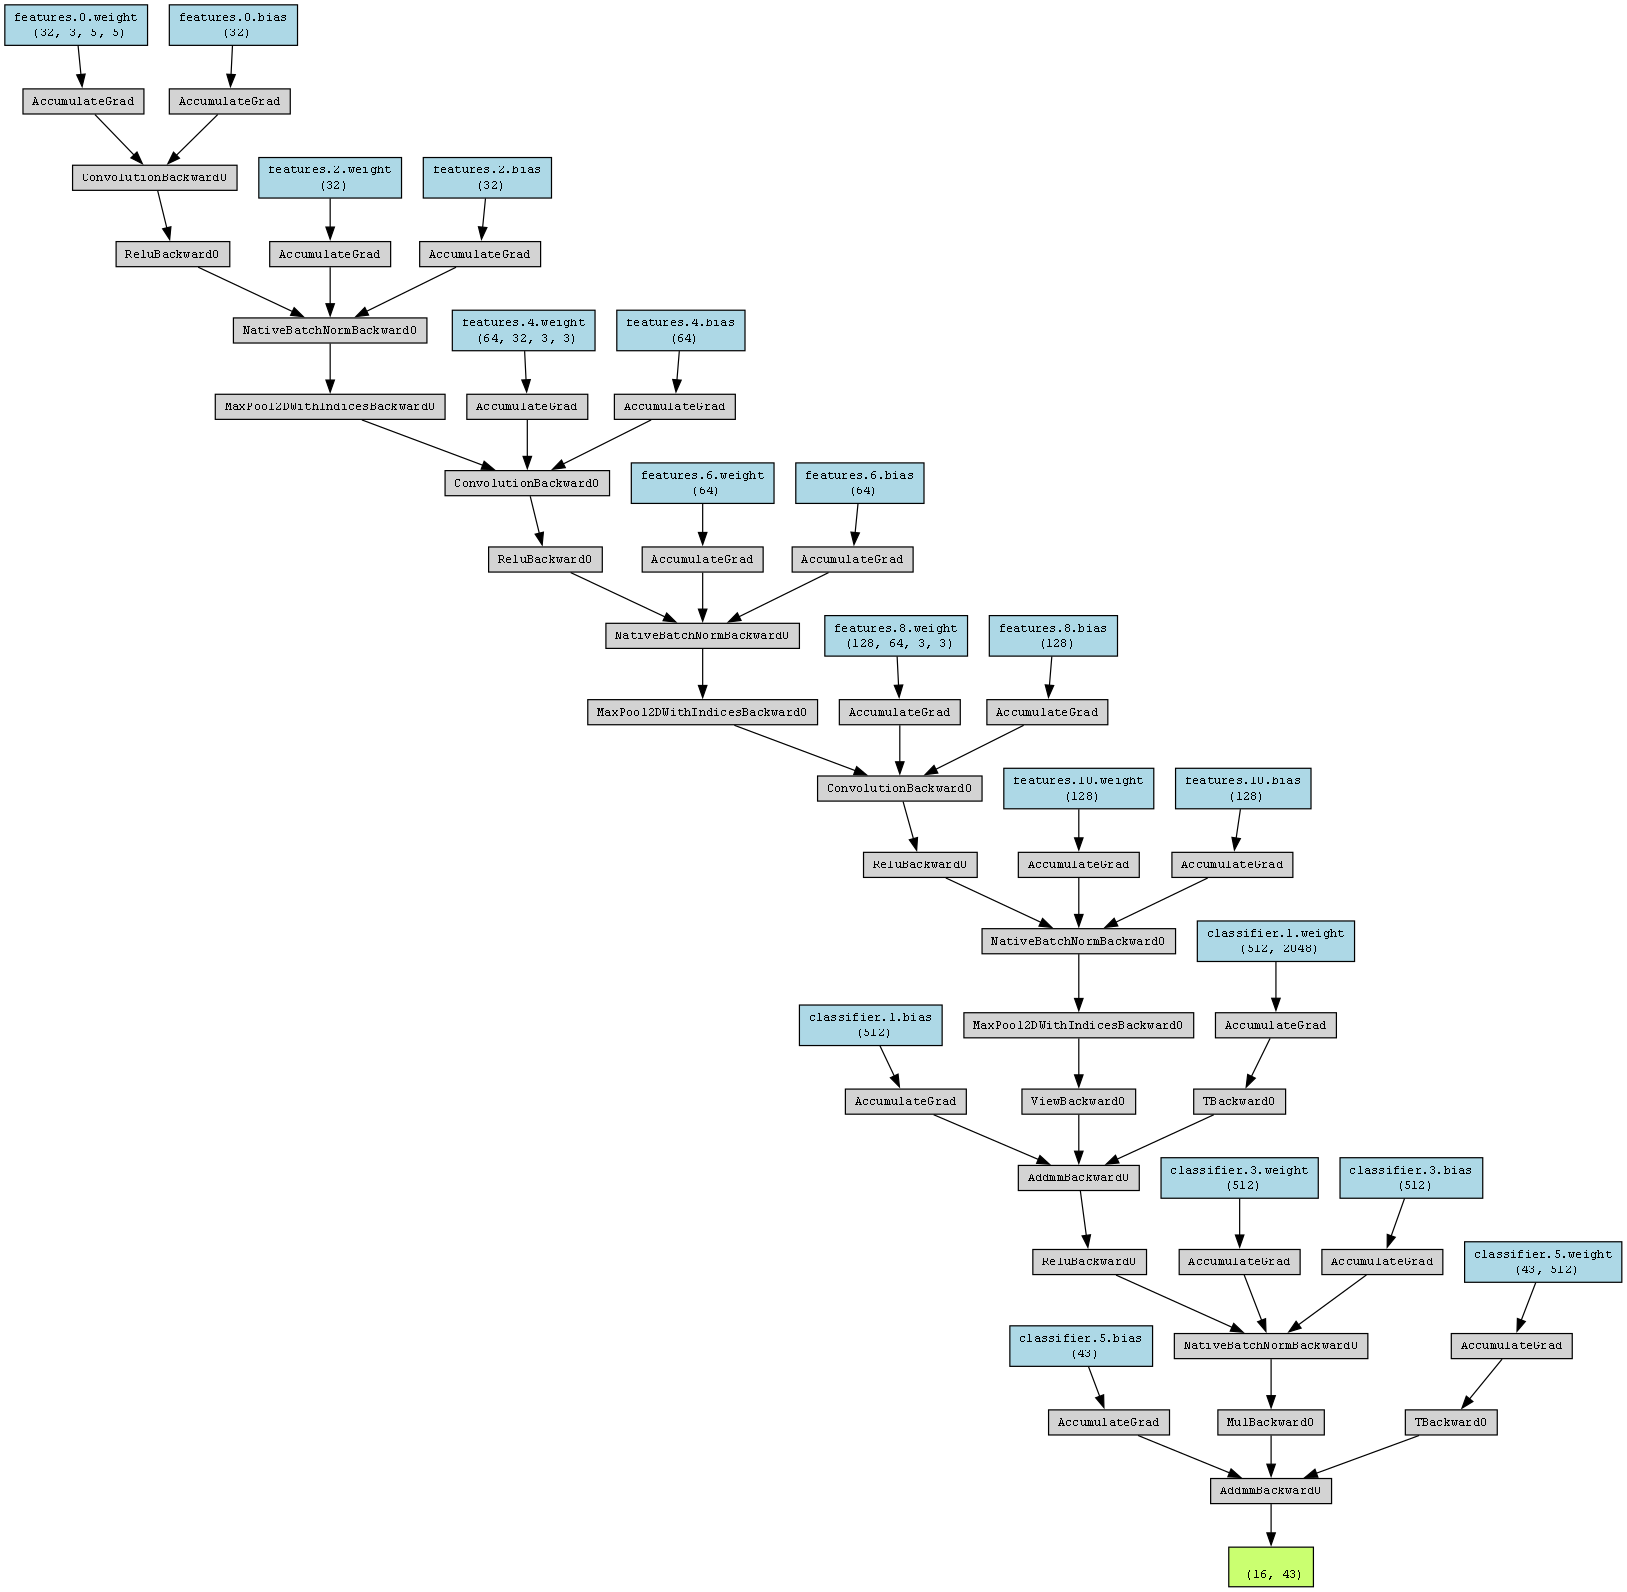 features.0.weight
(32, 3, 5, 5)
features.0.bias
(32)
AccumulateGrad
AccumulateGrad
ConvolutionBackward0
features.2.weight
(32)
features.2.bias
(32)
ReluBackward0
AccumulateGrad
AccumulateGrad
NativeBatchNormBackward0
features.4.weight
(64, 32, 3, 3)
features.4.bias
(64)
MaxPool2DWithIndicesBackward0
AccumulateGrad
AccumulateGrad
ConvolutionBackward0
features.6.weight
(64)
features.6.bias
(64)
ReluBackward0
AccumulateGrad
AccumulateGrad
NativeBatchNormBackward0
features.8.weight
(128, 64, 3, 3)
features.8.bias
(128)
MaxPool2DWithIndicesBackward0
AccumulateGrad
AccumulateGrad
ConvolutionBackward0
features.10.weight
(128)
features.10.bias
(128)
ReluBackward0
AccumulateGrad
AccumulateGrad
NativeBatchNormBackward0
classifier.1.weight
(512, 2048)
classifier.1.bias
(512)
MaxPool2DWithIndicesBackward0
AccumulateGrad
AccumulateGrad
ViewBackward0
TBackward0
AddmmBackward0
classifier.3.weight
(512)
classifier.3.bias
(512)
ReluBackward0
AccumulateGrad
AccumulateGrad
classifier.5.weight
(43, 512)
classifier.5.bias
(43)
NativeBatchNormBackward0
AccumulateGrad
AccumulateGrad
MulBackward0
TBackward0
AddmmBackward0
(16, 43)